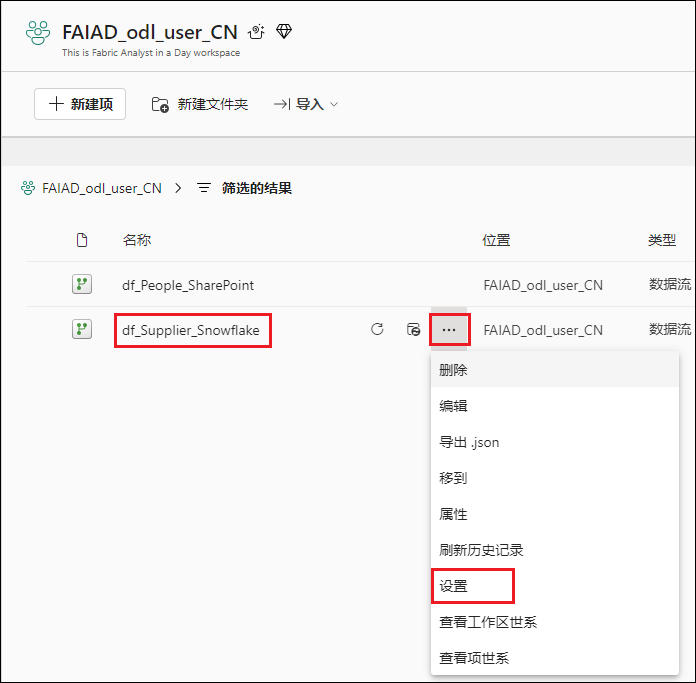 FAIAD_odl_user_CN
This is Fabric Analyst in a Day workspace
新建项 新建文件夹 导入
FAIAD_odl_user_CN 筛选的结果
名称 位置 类型
df_People_SharePoint FAIAD_odl_user_CN 数据流
df_Supplier_Snowflake FAIAD_odl_user_CN 数据流
删除
编辑
导出 .json
移到
属性
刷新历史记录
设置
查看工作区世系
查看项世系